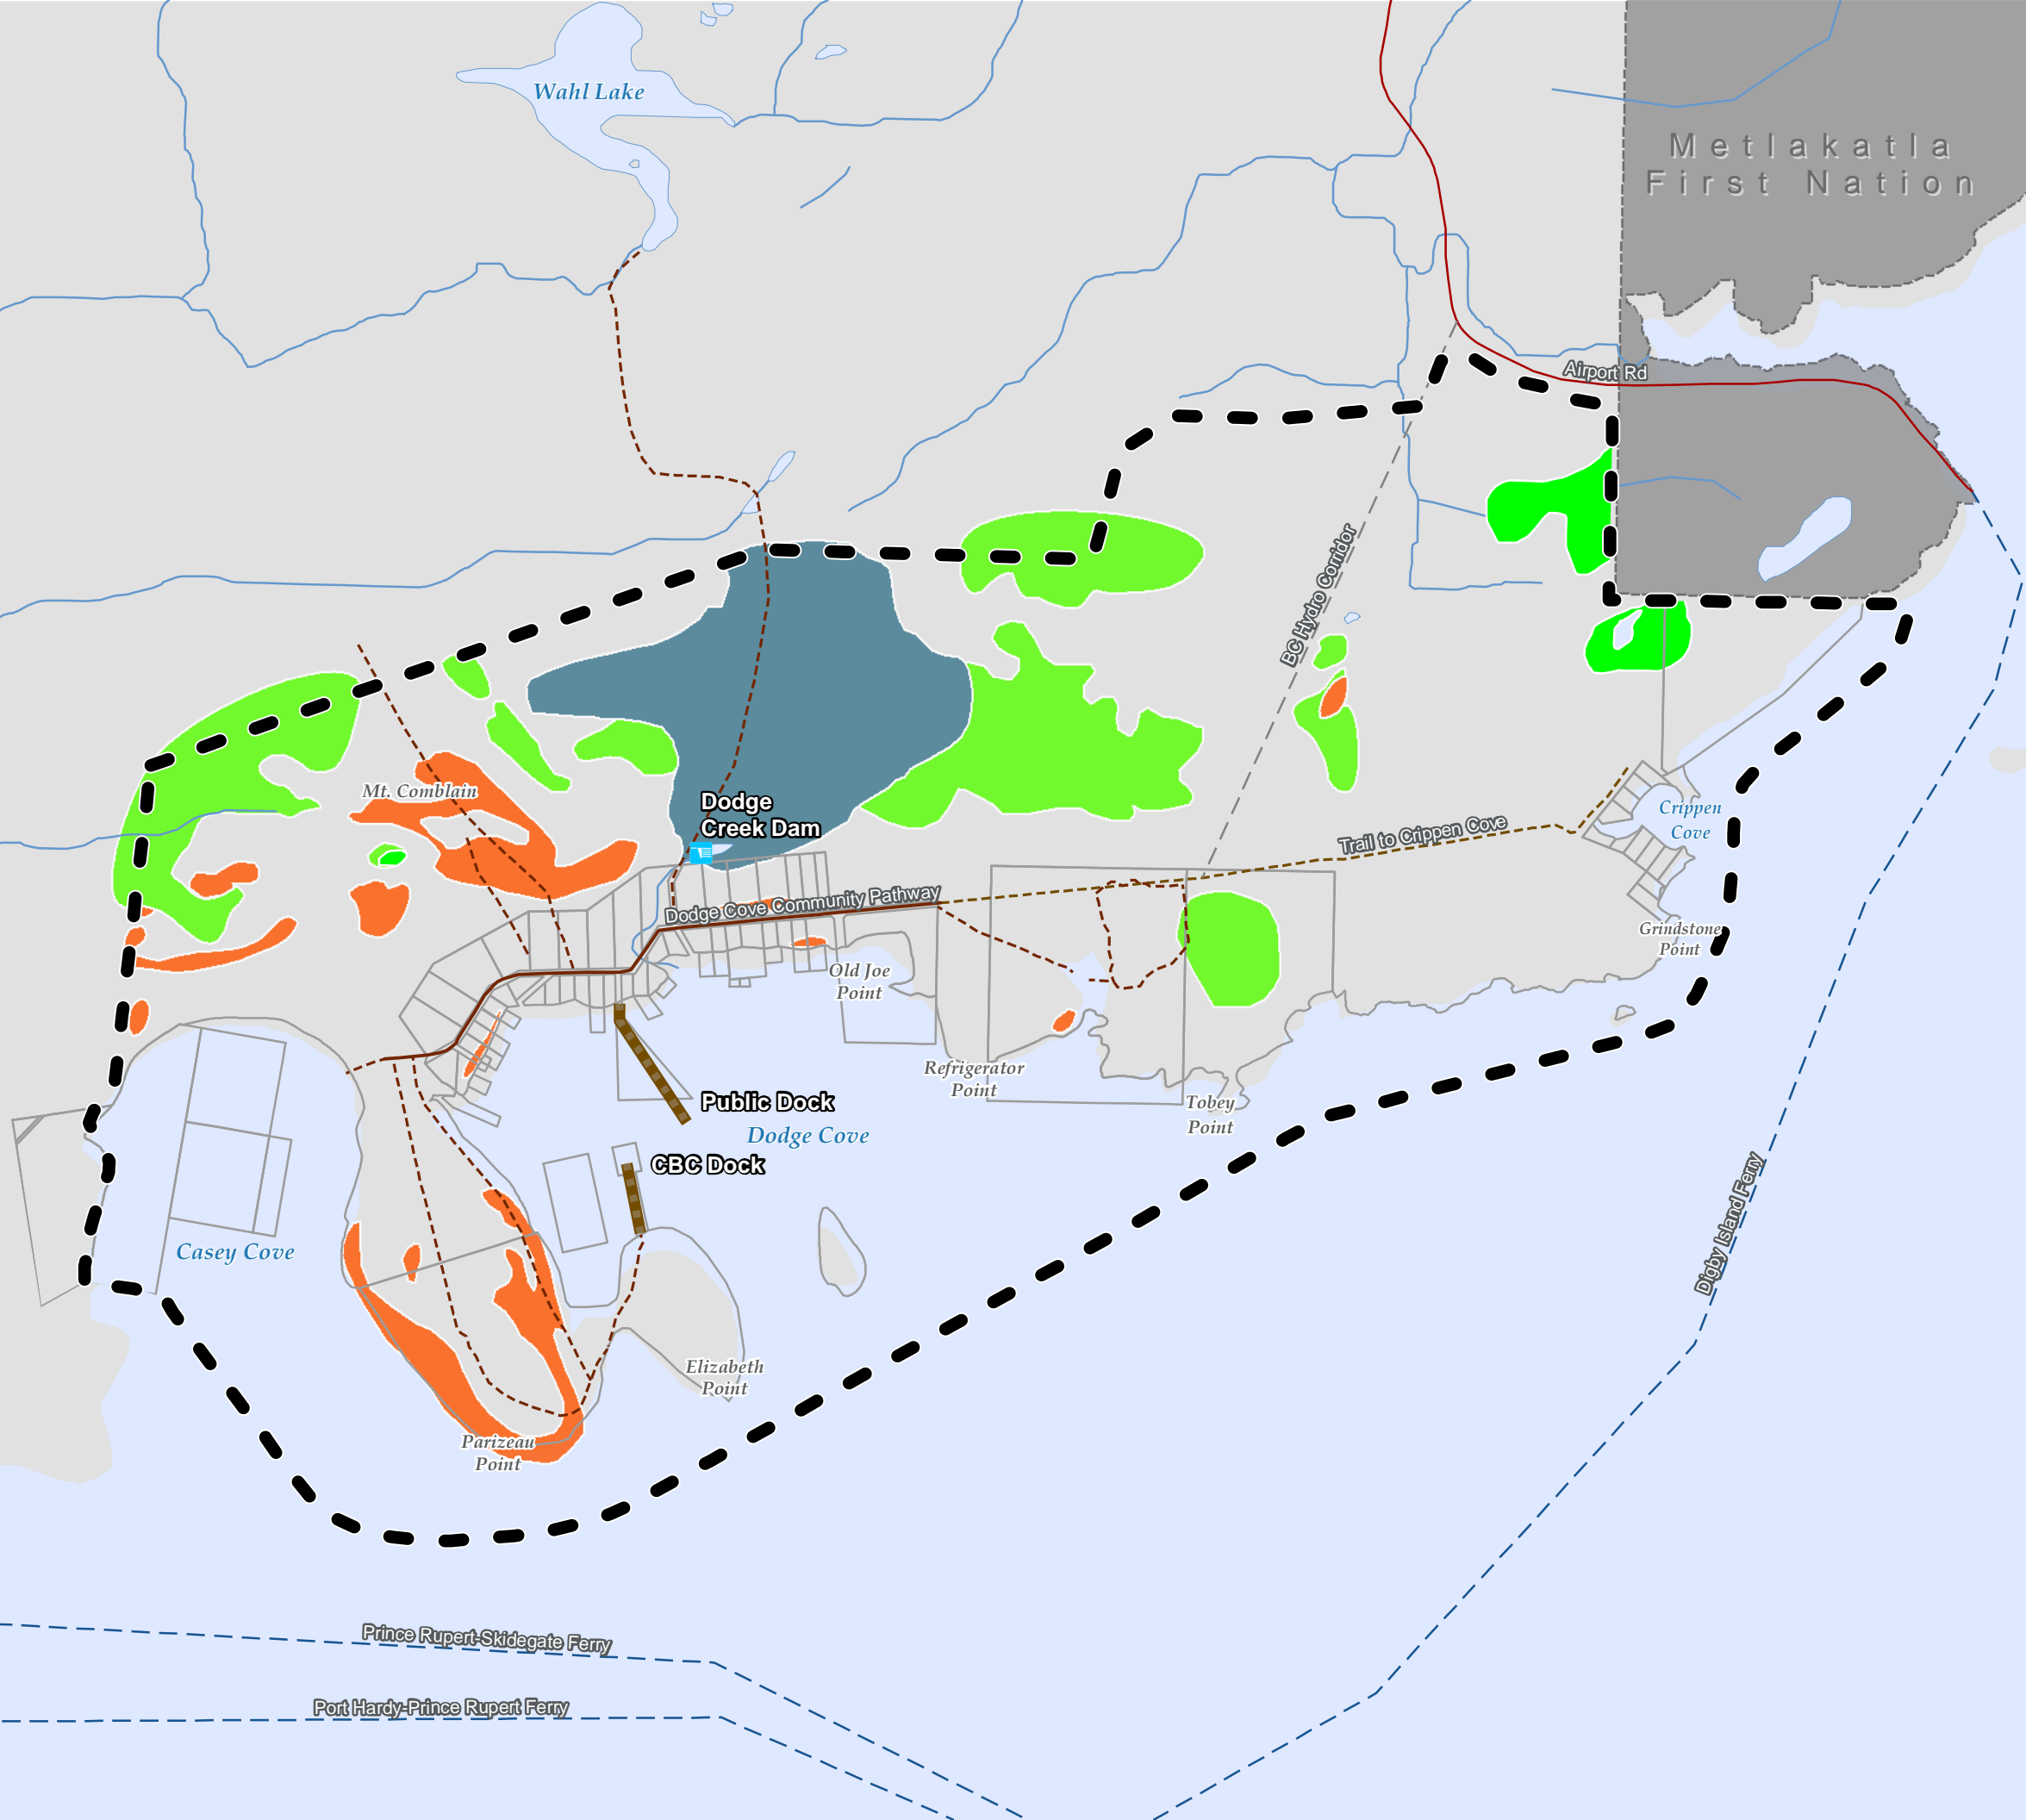 Wahl Lake
Metlakatla
First Nation
Airport Rd
BC Hydro Corridor
Mt. Comblain
Dodge
Creek Dam
Trail to Crippen Cove
Crippen
Cove
Dodge Cove Community Pathway
Grindstone
Point
Old Joe
Point
Refrigerator
Point
Tobey
Point
Public Dock
Dodge Cove
CBC Dock
Casey Cove
Digby Island Ferry
Elizabeth
Point
Parizeau
Point
Prince Rupert-Skidegate Ferry
Port Hardy-Prince Rupert Ferry